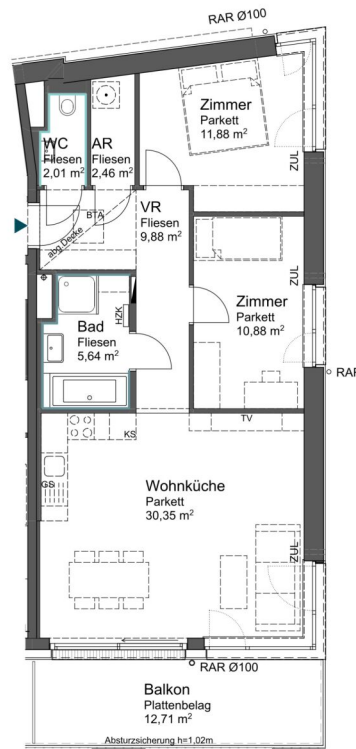 RAR Ø100
Zimmer
Parkett
11,88 m²
ZUL
WC
Fliesen
2,01 m²
AR
Fliesen
2,46 m²
VR
Fliesen
9,88 m²
BTA
abg Decke
Zimmer
Parkett
10,88 m²
ZUL
Bad
Fliesen
5,64 m²
HZK
RAR
TV
KS
GS
Wohnküche
Parkett
30,35 m²
ZUL
RAR Ø100
Balkon
Plattenbelag
12,71 m²
Absturzsicherung h=1,02m